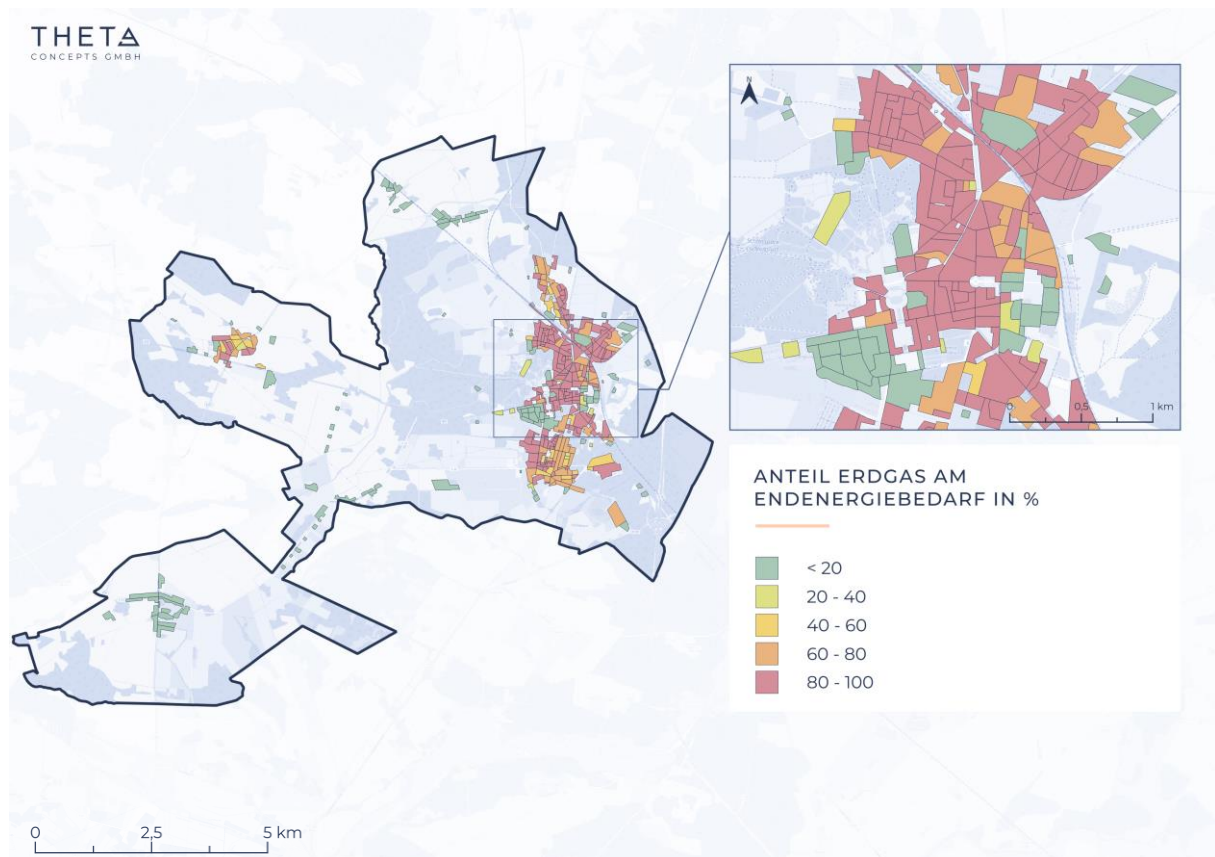 THETA
CONCEPTS GMBH
N
0
0,5
1 km
ANTEIL ERDGAS AM
ENDENERGIEBEDARF IN %
< 20
20 - 40
40 - 60
60 - 80
80 - 100
0
2,5
5 km